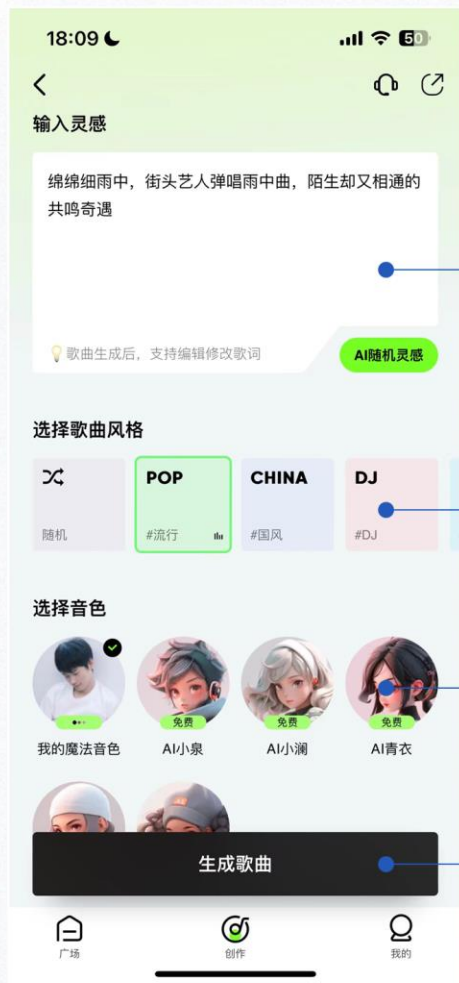 18:09
50
输入灵感
绵绵细雨中，街头艺人弹唱雨中曲，陌生却又相通的
共鸣奇遇
歌曲生成后，支持编辑修改歌词
AI随机灵感
选择歌曲风格
POP
CHINA
DJ
随机
#流行
#国风
#DJ
选择音色
免费
免费
免费
我的魔法音色
AI小泉
AI小澜
AI青衣
生成歌曲
广场
创作
我的